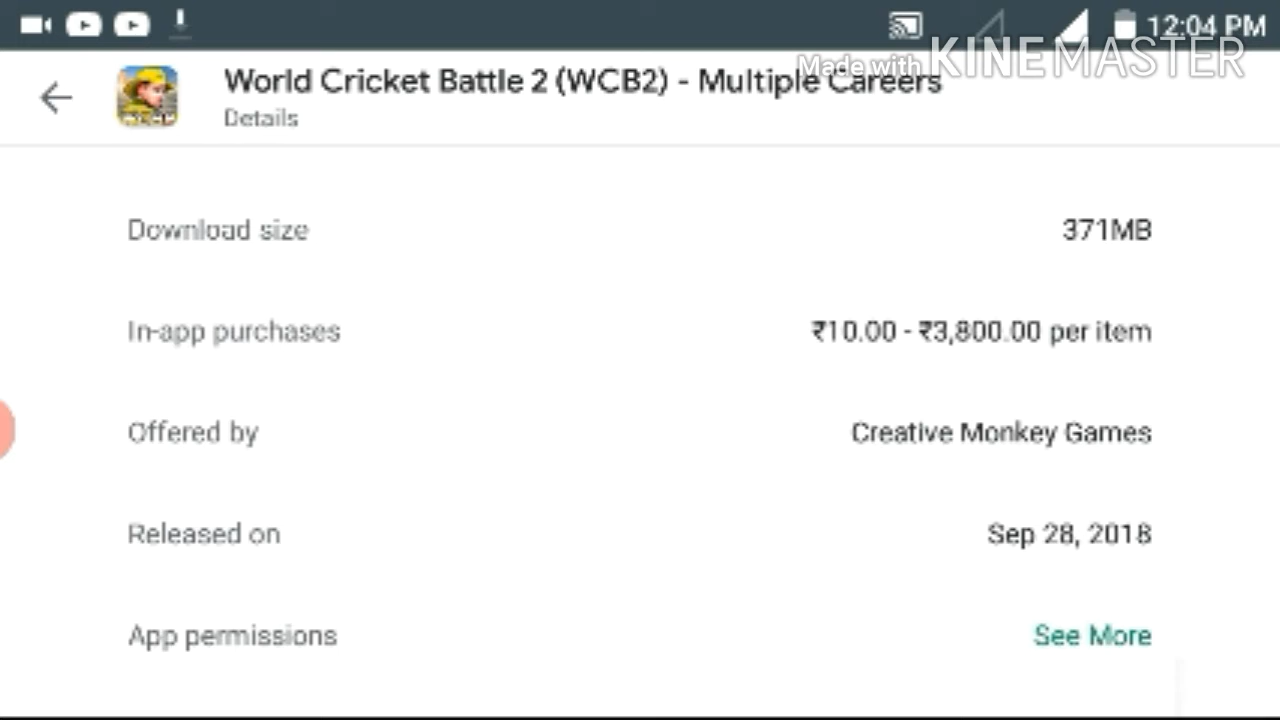 12:04 PM
Made with KINEMASTER
World Cricket Battle 2 (WCB2) - Multiple Careers
Details
Download size 371MB
In-app purchases ₹10.00 - ₹3,800.00 per item
Offered by Creative Monkey Games
Released on Sep 28, 2018
App permissions See More